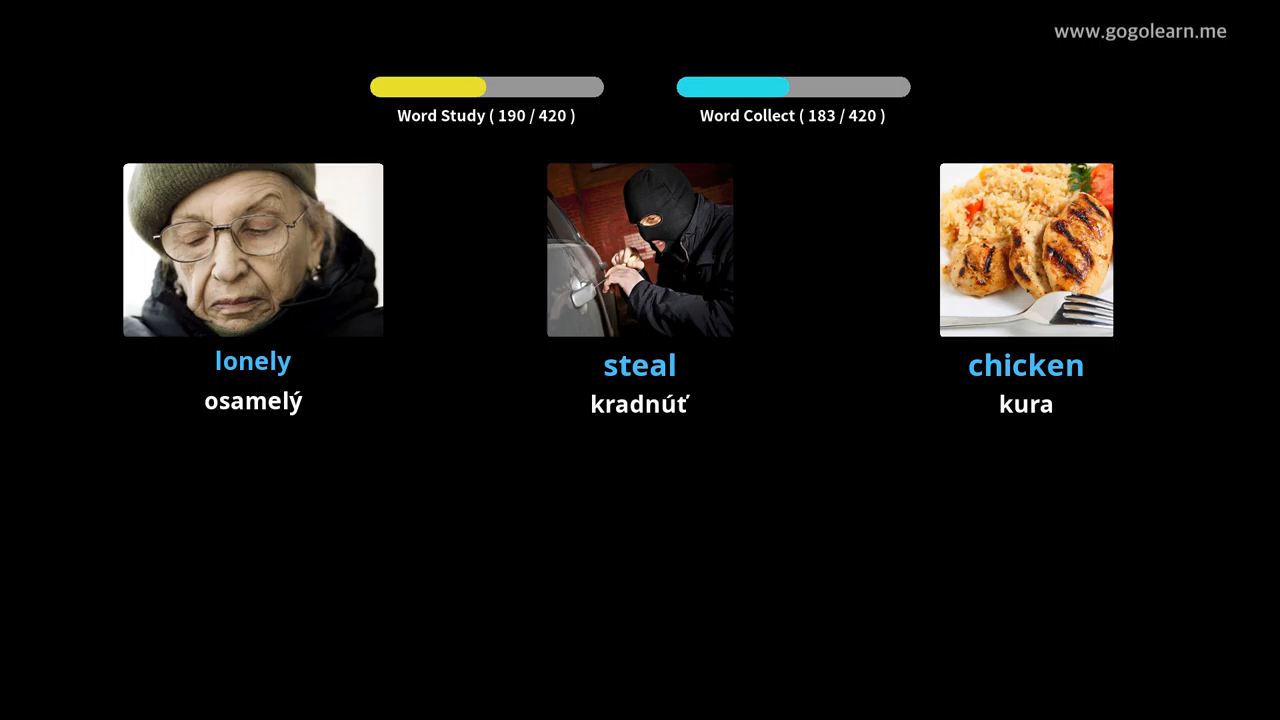 www.gogolearn.me
Word Study ( 190 / 420 )
Word Collect ( 183 / 420 )
lonely
osamelý
steal
kradnúť
chicken
kura